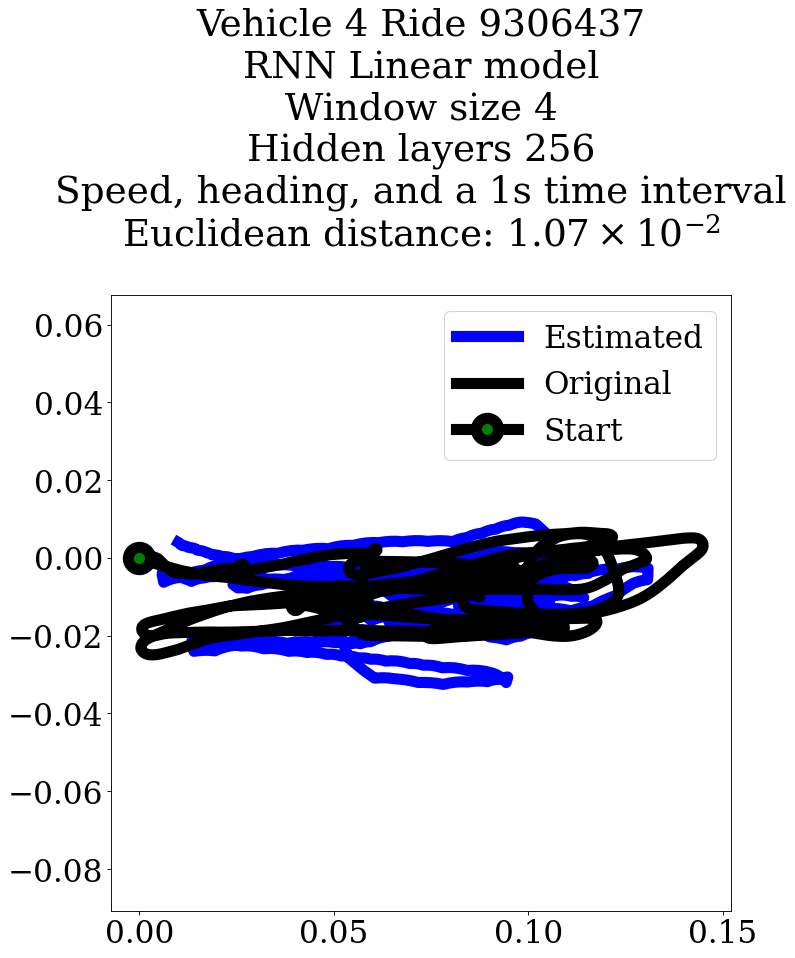 Vehicle 4 Ride 9306437
RNN Linear model
Window size 4
Hidden layers 256
Speed, heading, and a 1s time interval
Euclidean distance: 1.07 × 10⁻²
Estimated
Original
Start
0.06
0.04
0.02
0.00
−0.02
−0.04
−0.06
−0.08
0.00 0.05 0.10 0.15